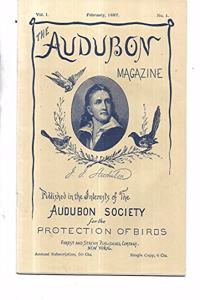 Vol. 1. February, 1887. No. 1.
THE
AUDUBON
MAGAZINE
J. J. Audubon
Published in the Interests of The
AUDUBON SOCIETY
for the
PROTECTION OF BIRDS
FOREST AND STREAM PUBLISHING COMPANY,
NEW YORK.
Annual Subscription, 50 Cts. Single Copy, 6 Cts.